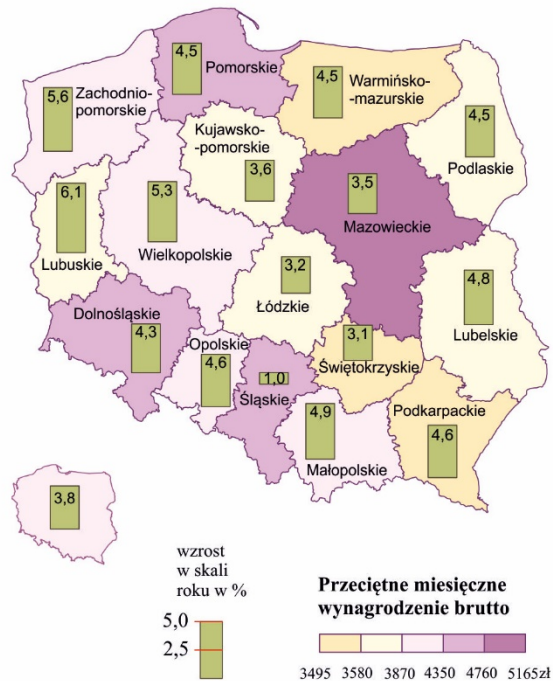 4,5
Pomorskie
4,5
Warmińsko-
-mazurskie
5,6
Zachodnio-
pomorskie
4,5
Podlaskie
Kujawsko-
-pomorskie
3,6
3,5
Mazowieckie
6,1
Lubuskie
5,3
Wielkopolskie
3,2
Łódzkie
4,8
Lubelskie
Dolnośląskie
4,3
Opolskie
4,6
1,0
Śląskie
3,1
Świętokrzyskie
4,9
Małopolskie
Podkarpackie
4,6
3,8
wzrost
w skali
roku w %
5,0
2,5
Przeciętne miesięczne
wynagrodzenie brutto
3495 3580 3870 4350 4760 5165zł